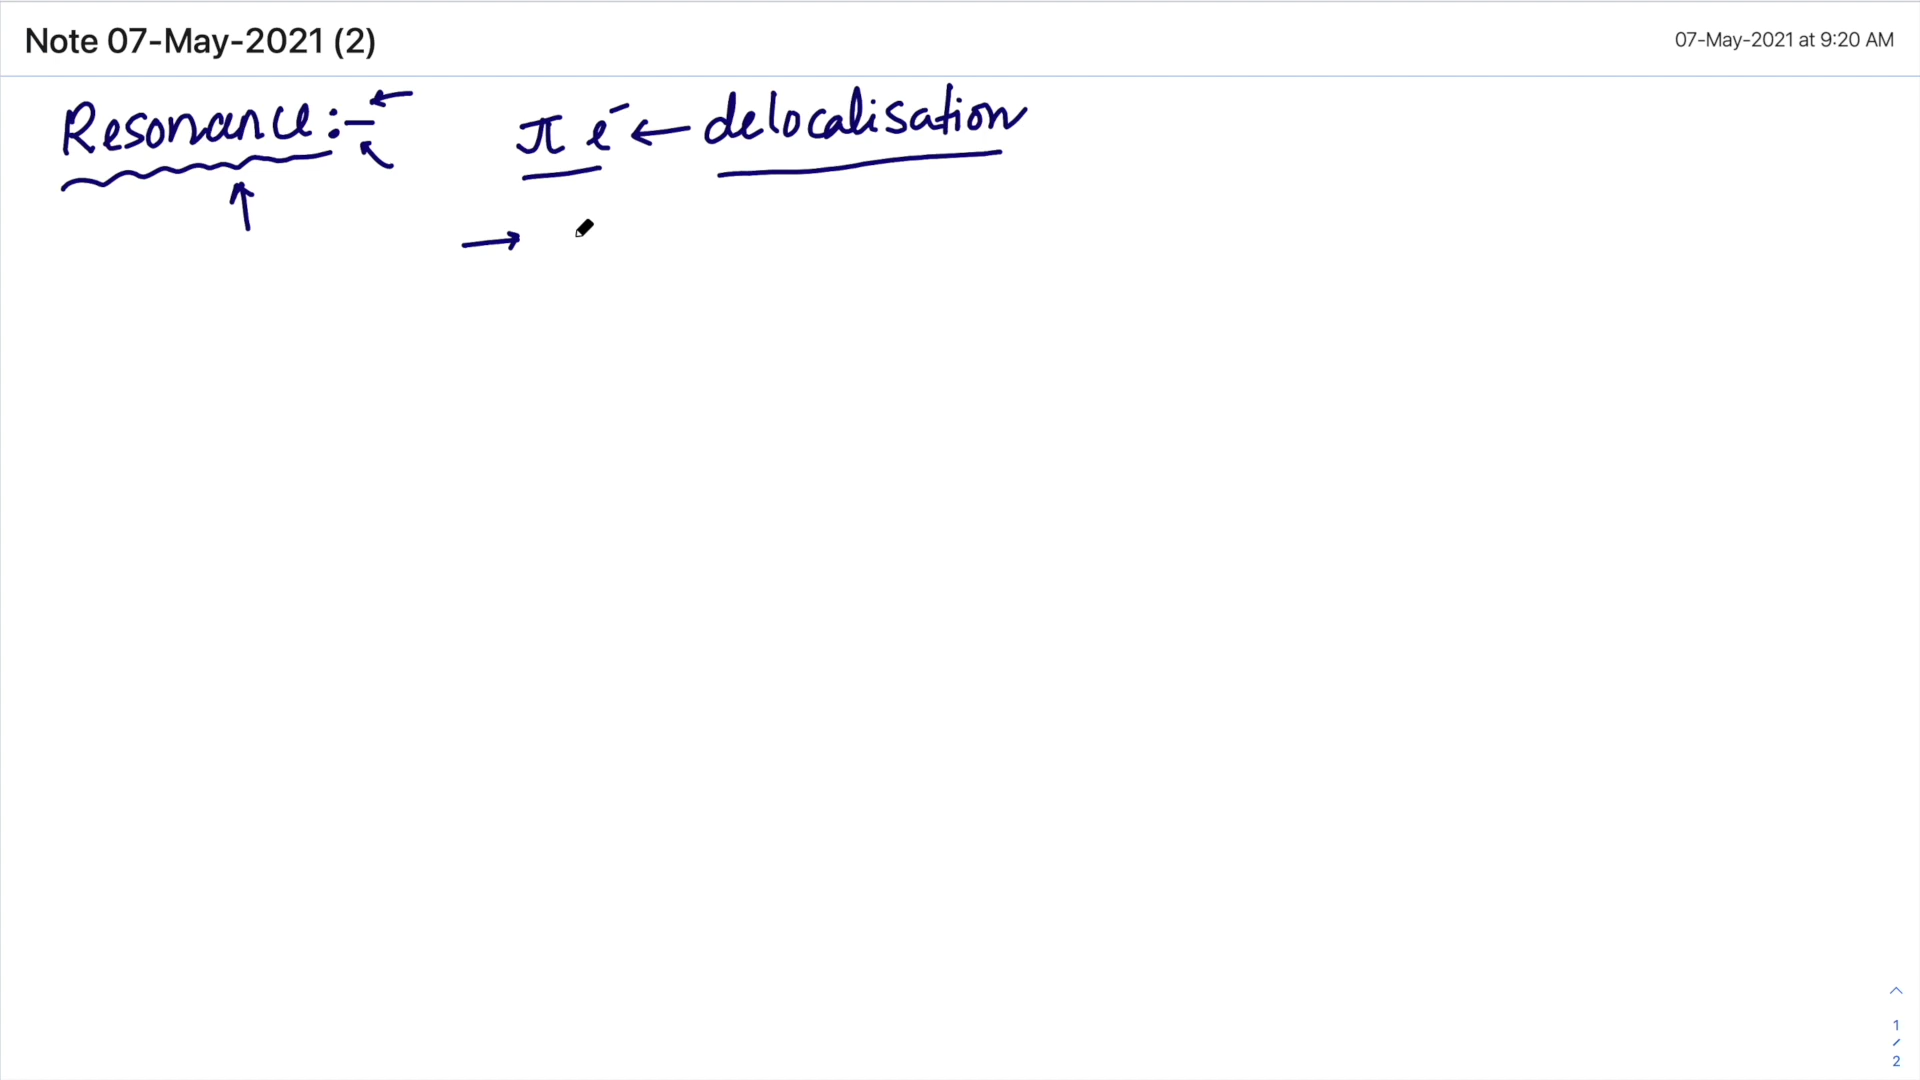 Note 07-May-2021 (2)
07-May-2021 at 9:20 AM
Resonance :- π e⁻ ← delocalisation
→
1
/
2